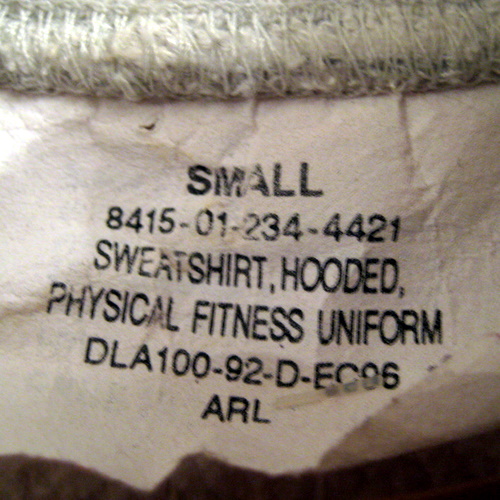 SMALL
8415-01-234-4421
SWEATSHIRT, HOODED,
PHYSICAL FITNESS UNIFORM
ARL